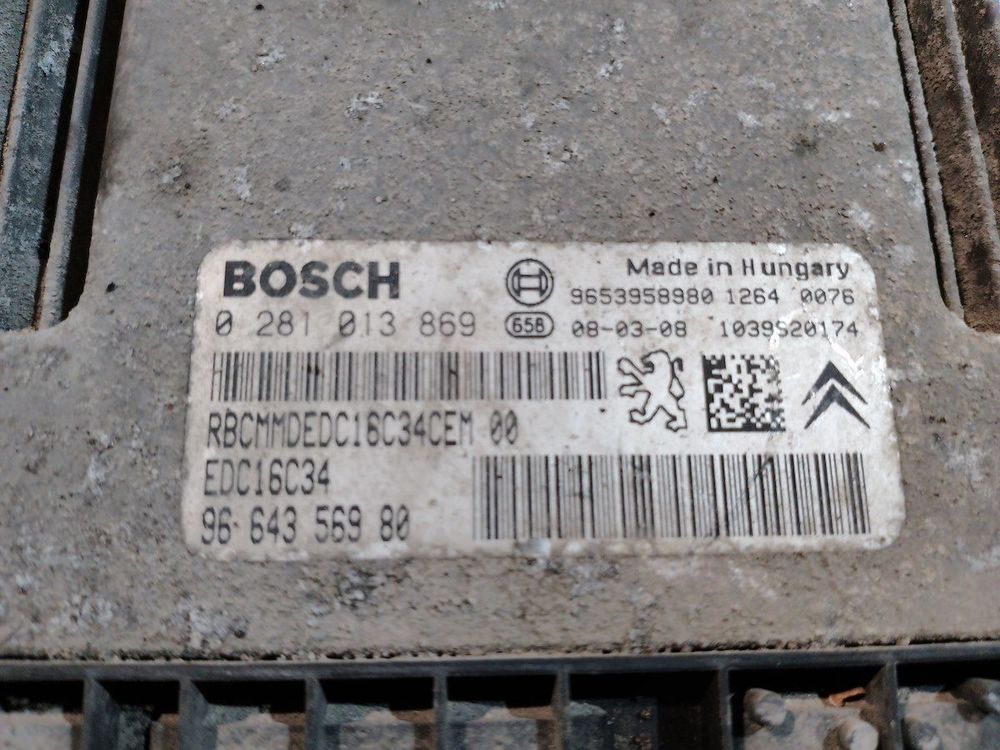 BOSCH
Made in Hungary
9653958980 1264 0076
0 281 013 869
658 08-03-08 1039S20174
RBCMMDEDC16C34CEM 00
EDC16C34
96 643 569 80